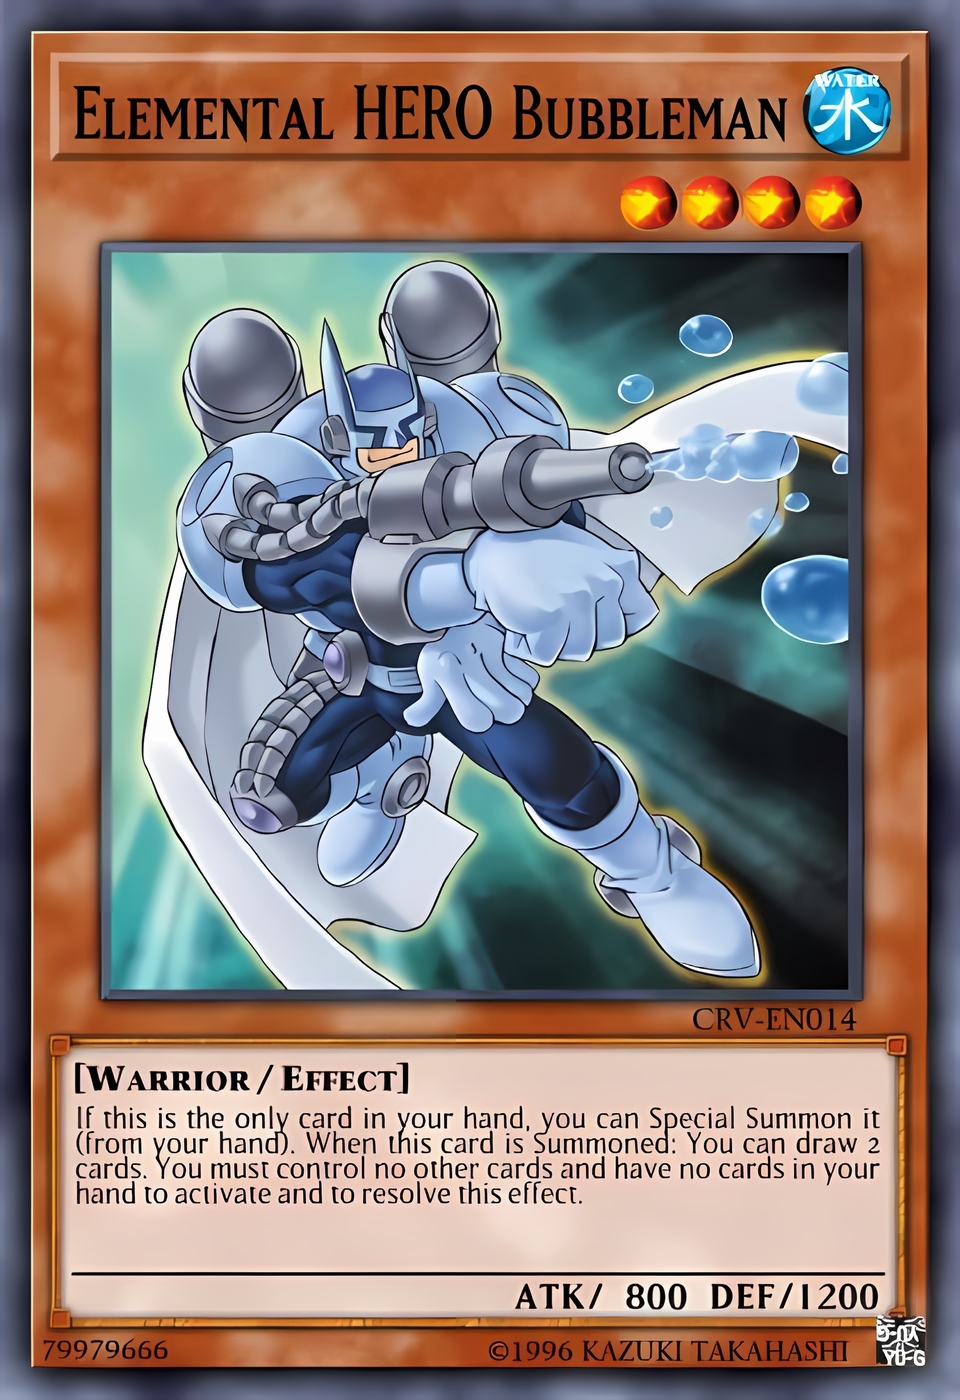 Elemental HERO Bubbleman
WATER
水
CRV-EN014
[Warrior / Effect]
If this is the only card in your hand, you can Special Summon it
(from your hand). When this card is Summoned: You can draw 2
cards. You must control no other cards and have no cards in your
hand to activate and to resolve this effect.
ATK/ 800 DEF/1200
79979666
©1996 KAZUKI TAKAHASHI